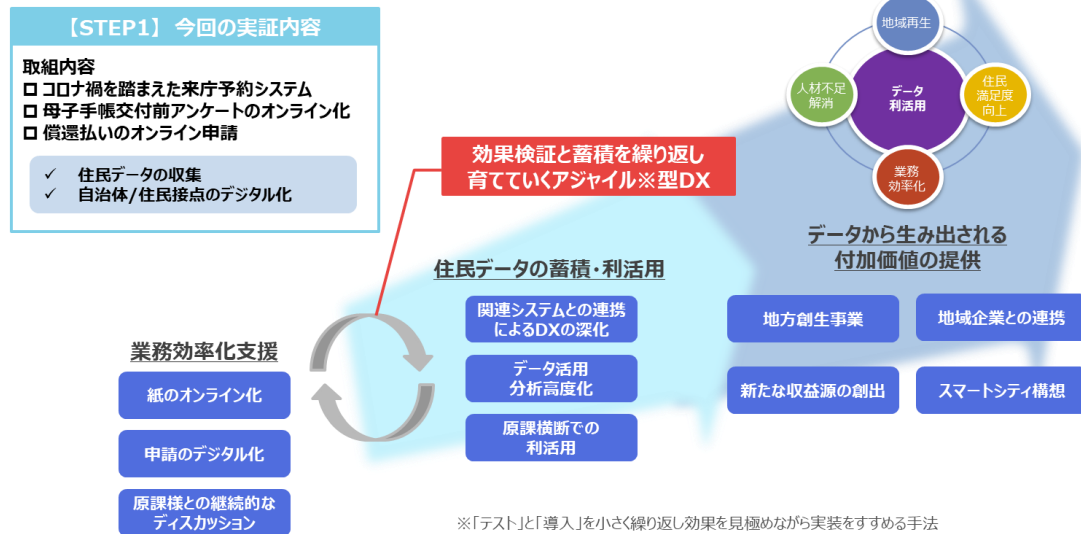 【STEP1】 今回の実証内容
取組内容
□ コロナ禍を踏まえた来庁予約システム
□ 母子手帳交付前アンケートのオンライン化
□ 償還払いのオンライン申請
✓ 住民データの収集
✓ 自治体/住民接点のデジタル化
効果検証と蓄積を繰り返し
育てていくアジャイル※型DX
地域再生
人材不足
解消
データ
利活用
住民
満足度
向上
業務
効率化
業務効率化支援
紙のオンライン化
申請のデジタル化
原課様との継続的な
ディスカッション
住民データの蓄積・利活用
関連システムとの連携
によるDXの深化
データ活用
分析高度化
原課横断での
利活用
データから生み出される
付加価値の提供
地方創生事業
地域企業との連携
新たな収益源の創出
スマートシティ構想
※「テスト」と「導入」を小さく繰り返し効果を見極めながら実装をすすめる手法